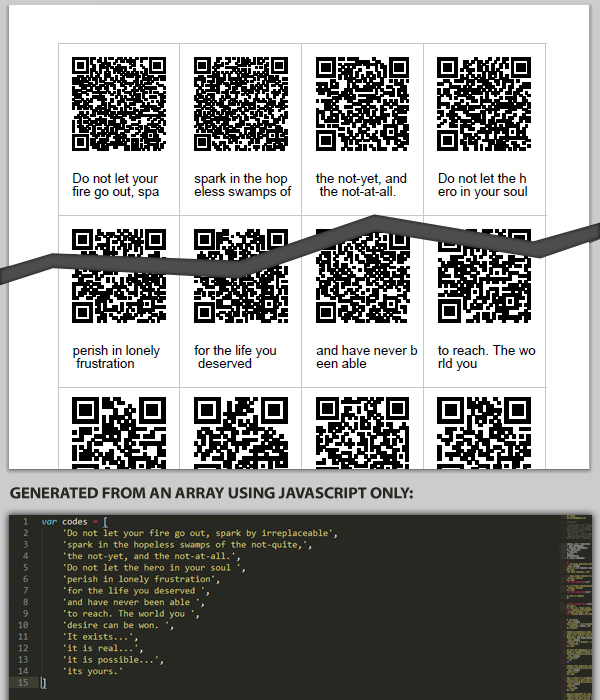 Do not let your
fire go out, spa
spark in the hop
eless swamps of
the not-yet, and
the not-at-all.
Do not let the h
ero in your soul
perish in lonely
frustration
for the life you
deserved
and have never b
een able
to reach. The wo
rld you
GENERATED FROM AN ARRAY USING JAVASCRIPT ONLY:
1 var codes = [
2 'Do not let your fire go out, spark by irreplaceable',
3 'spark in the hopeless swamps of the not-quite,',
4 'the not-yet, and the not-at-all.',
5 'Do not let the hero in your soul ',
6 'perish in lonely frustration',
7 'for the life you deserved ',
8 'and have never been able ',
9 'to reach. The world you ',
10 'desire can be won. ',
11 'It exists...',
12 'it is real...',
13 'it is possible...',
14 'its yours.'
15 ]